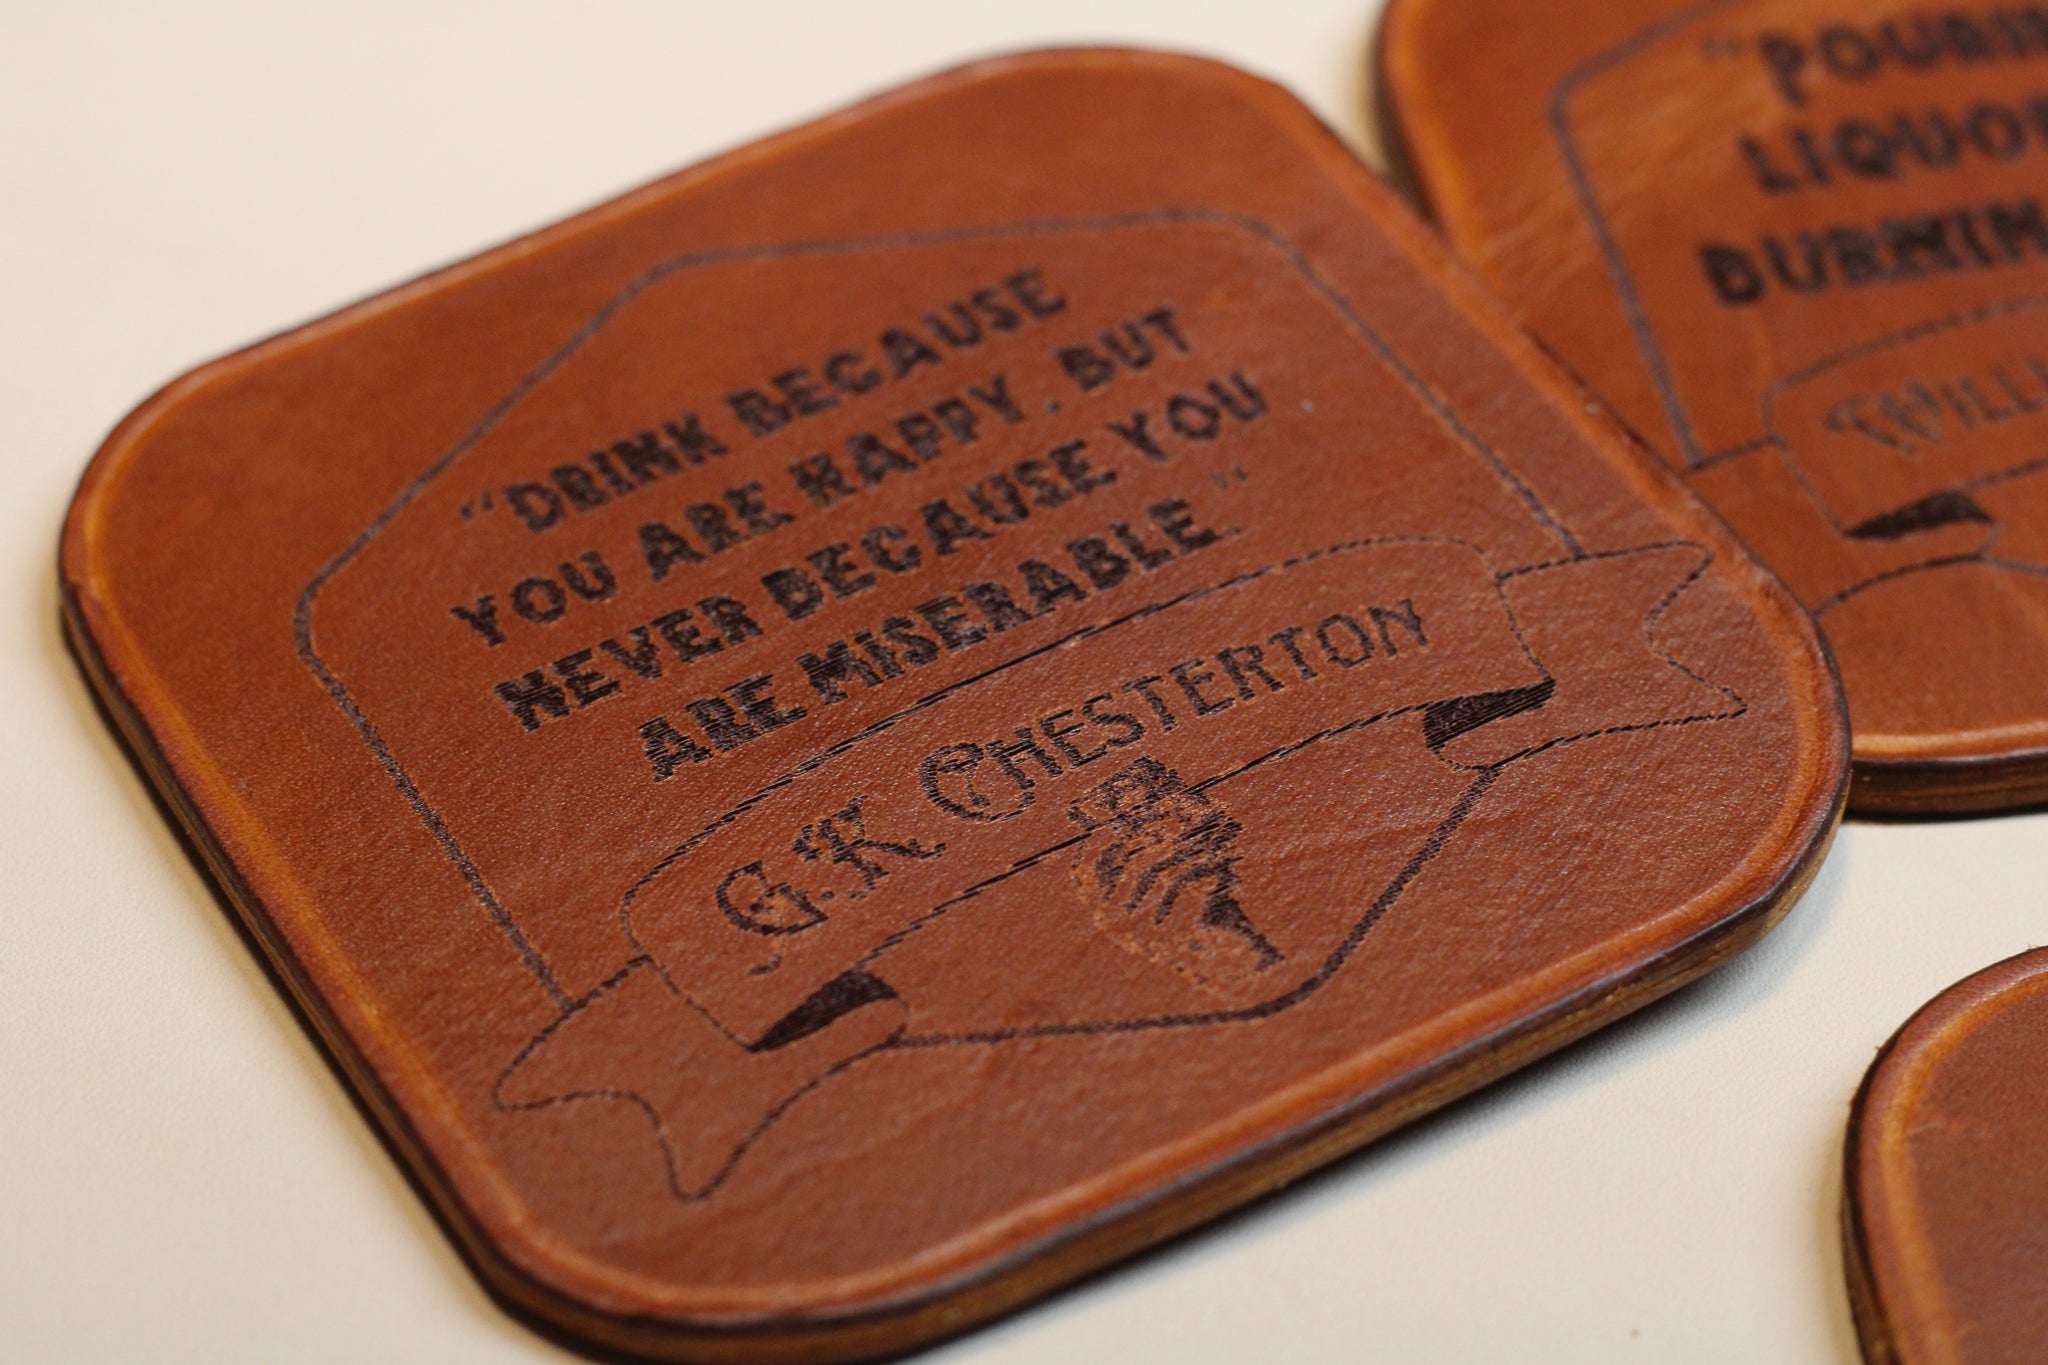 “DRINK BECAUSE
YOU ARE HAPPY, BUT
NEVER BECAUSE YOU
ARE MISERABLE.”
G.K. CHESTERTON